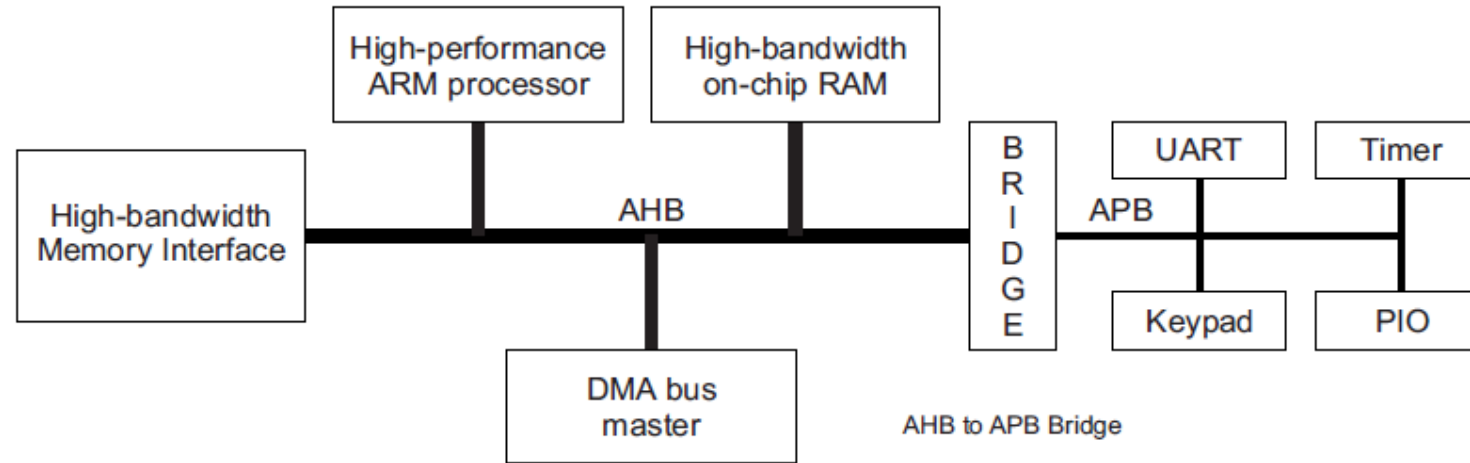 High-performance
ARM processor
High-bandwidth
on-chip RAM
High-bandwidth
Memory Interface
AHB
B
R
I
D
G
E
APB
UART
Timer
Keypad
PIO
DMA bus
master
AHB to APB Bridge